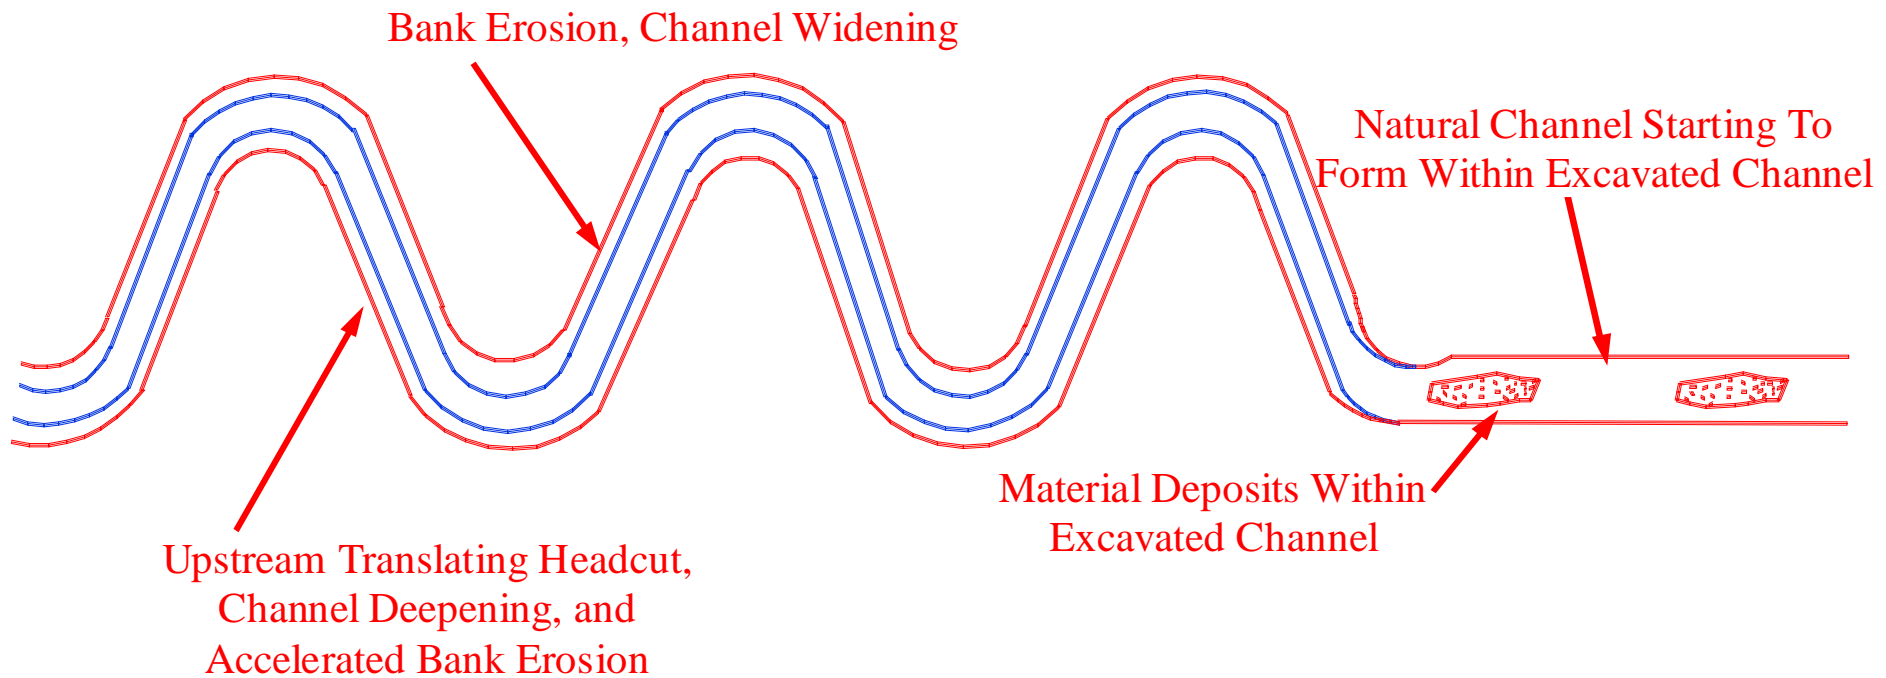 Bank Erosion, Channel Widening
Natural Channel Starting To
Form Within Excavated Channel
Material Deposits Within
Excavated Channel
Upstream Translating Headcut,
Channel Deepening, and
Accelerated Bank Erosion